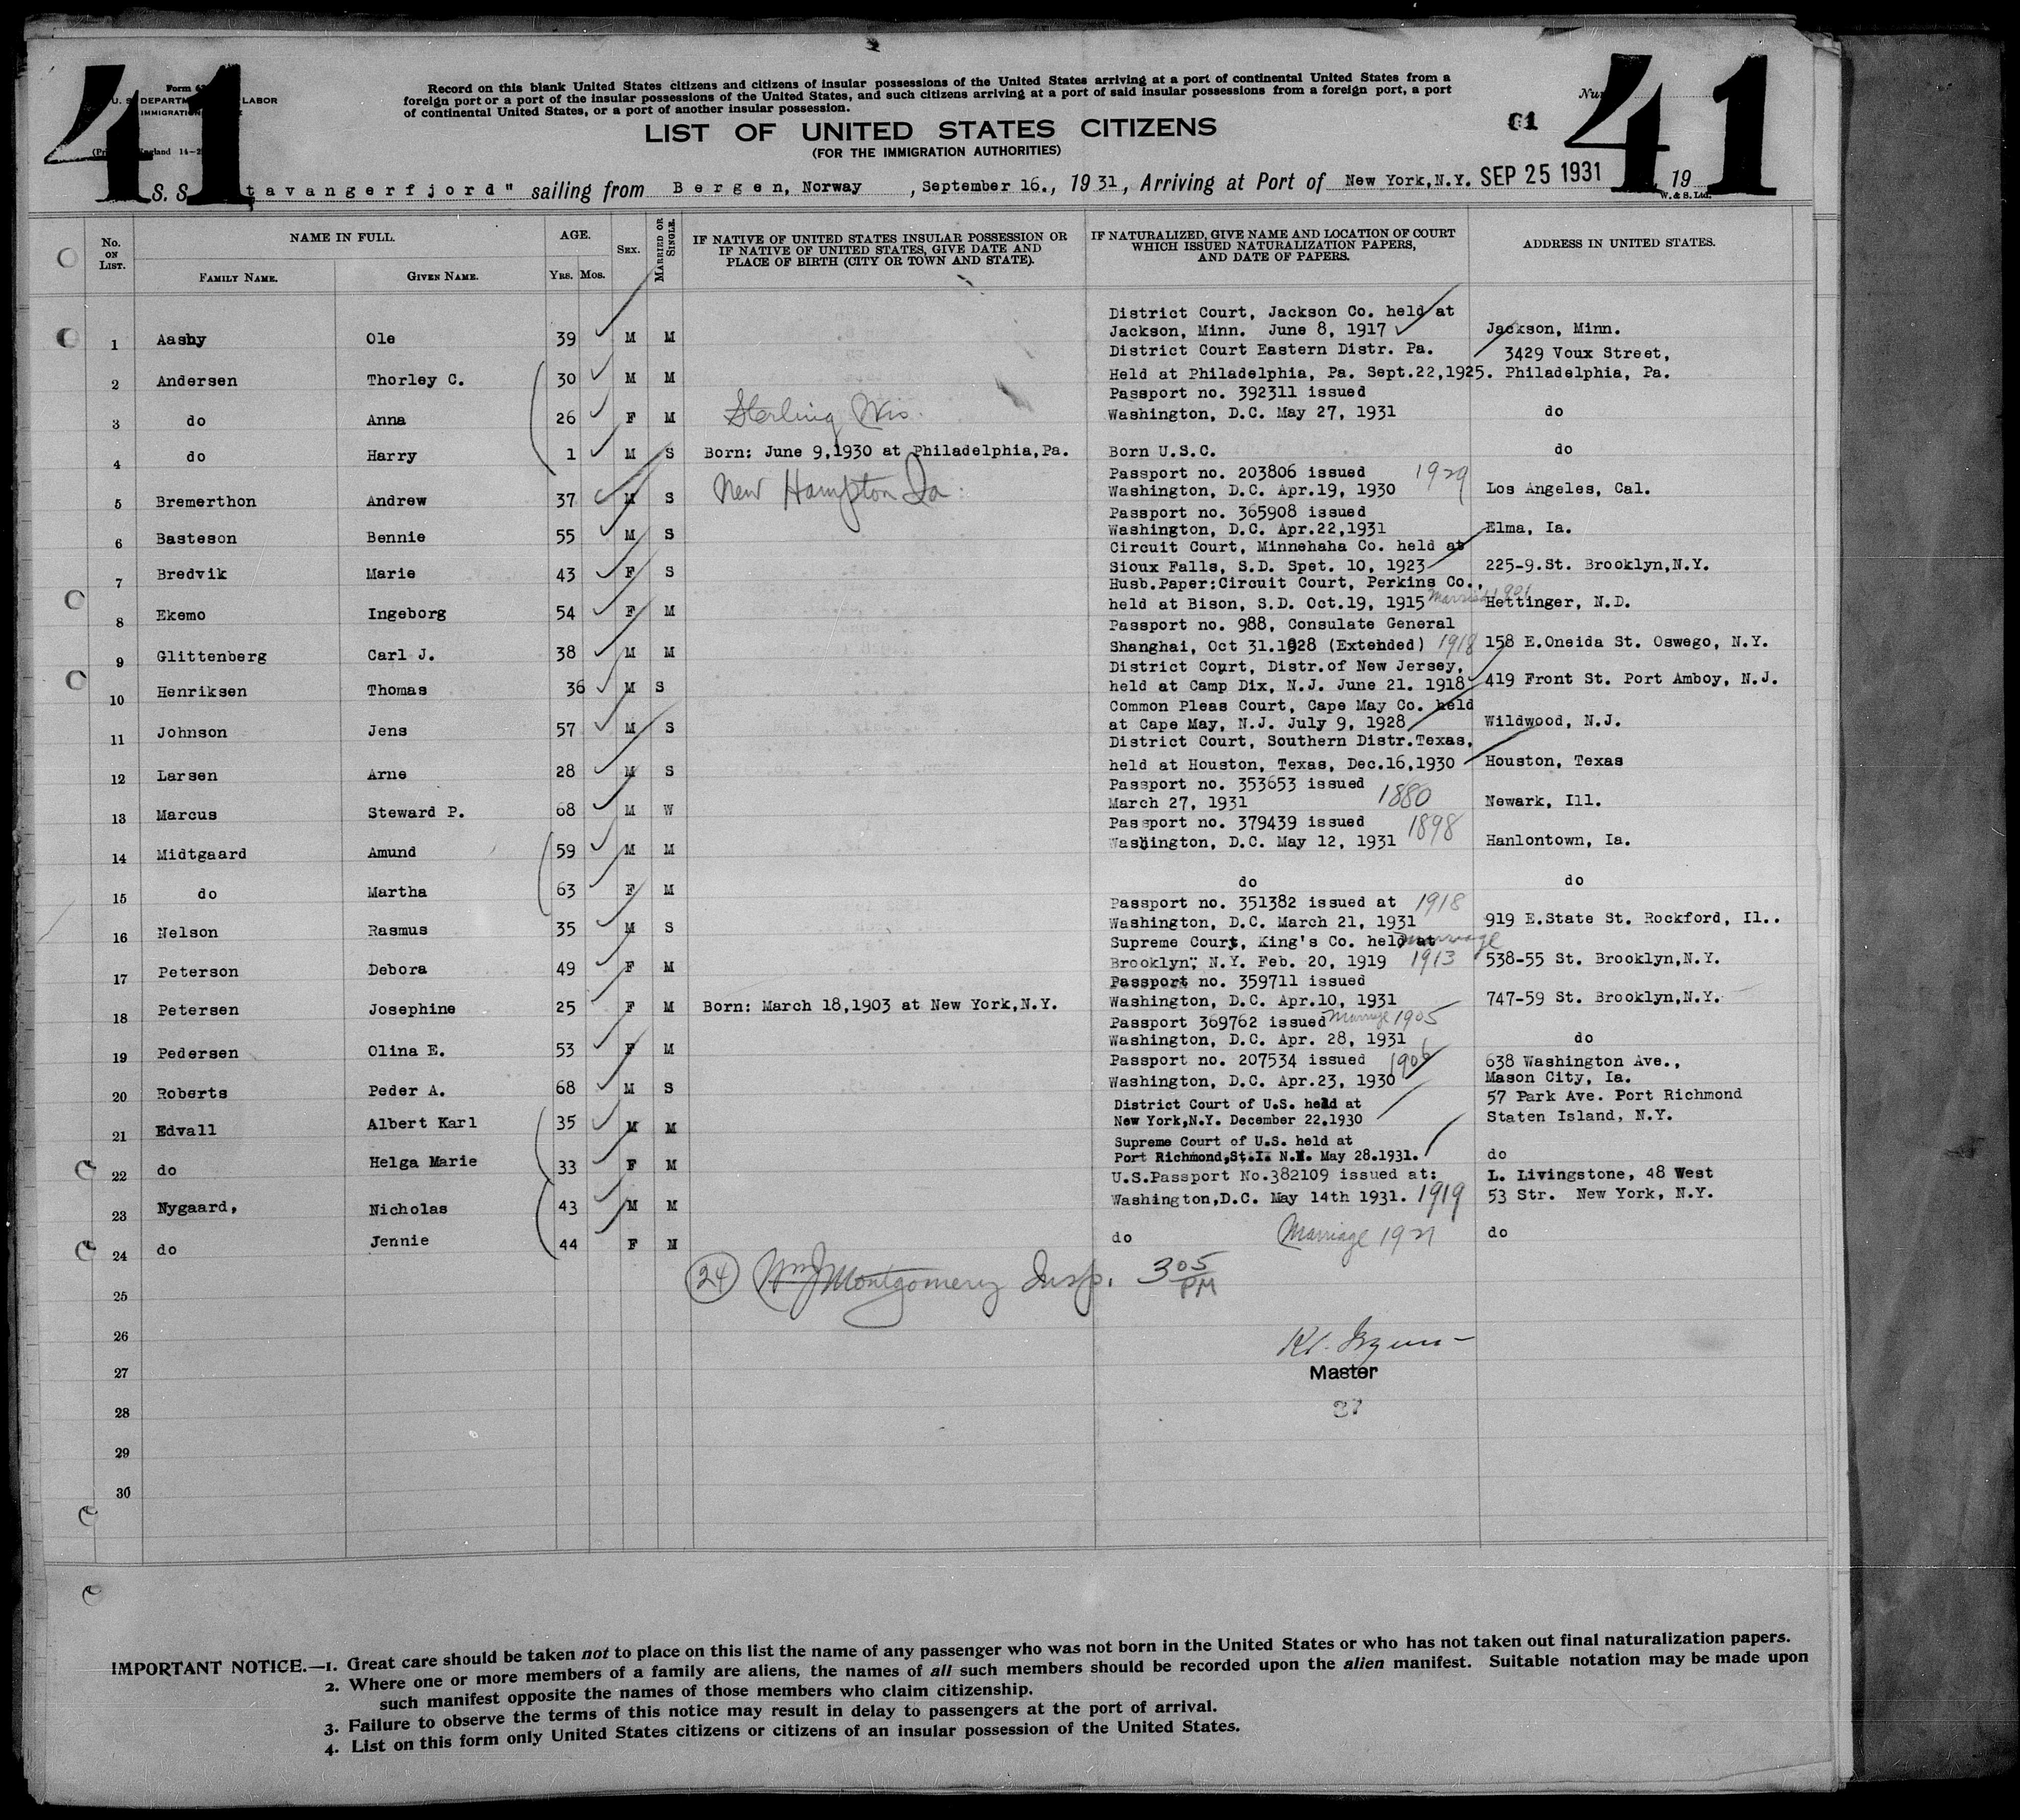 41
41
Form
U. S. DEPARTM LABOR
IMMIGRATION
ngland 14-2
Record on this blank United States citizens and citizens of insular possessions of the United States arriving at a port of continental United States from a
foreign port or a port of the insular possessions of the United States, and such citizens arriving at a port of said insular possessions from a foreign port, a port
of continental United States, or a port of another insular possession.
LIST OF UNITED STATES CITIZENS
(FOR THE IMMIGRATION AUTHORITIES)
61
S. S. tavangerfjord" sailing from Bergen, Norway, September 16., 1931, Arriving at Port of New York,N.Y. SEP 25 1931 19
W. & S. Ltd.
No. ON LIST.
NAME IN FULL.
FAMILY NAME.
GIVEN NAME.
AGE.
YRS. MOS.
SEX.
MARRIED OR SINGLE.
IF NATIVE OF UNITED STATES INSULAR POSSESSION OR
IF NATIVE OF UNITED STATES, GIVE DATE AND
PLACE OF BIRTH (CITY OR TOWN AND STATE).
IF NATURALIZED, GIVE NAME AND LOCATION OF COURT
WHICH ISSUED NATURALIZATION PAPERS,
AND DATE OF PAPERS.
ADDRESS IN UNITED STATES.
District Court, Jackson Co. held at
1 Aasby Ole 39 M M Jackson, Minn. June 8, 1917 Jackson, Minn.
District Court Eastern Distr. Pa. 3429 Voux Street,
2 Andersen Thorley C. 30 M M Held at Philadelphia, Pa. Sept.22,1925. Philadelphia, Pa.
Passport no. 392311 issued
3 do Anna 26 F M Sterling Wis. Washington, D.C. May 27, 1931 do
4 do Harry 1 M S Born: June 9,1930 at Philadelphia,Pa. Born U.S.C. do
Passport no. 203806 issued 1929
5 Bremerthon Andrew 37 M S New Hampton Ia. Washington, D.C. Apr.19, 1930 Los Angeles, Cal.
Passport no. 365908 issued
6 Basteson Bennie 55 M S Washington, D.C. Apr.22,1931 Elma, Ia.
Circuit Court, Minnehaha Co. held at
7 Bredvik Marie 43 F S Sioux Falls, S.D. Spet. 10, 1923 225-9.St. Brooklyn,N.Y.
Husb.Paper:Circuit Court, Perkins Co.,
8 Ekemo Ingeborg 54 F M held at Bison, S.D. Oct.19, 1915 Married 1901 Hettinger, N.D.
Passport no. 988, Consulate General
9 Glittenberg Carl J. 38 M M Shanghai, Oct 31.1928 (Extended) 1918 158 E.Oneida St. Oswego, N.Y.
District Court, Distr.of New Jersey,
10 Henriksen Thomas 36 M S held at Camp Dix, N.J. June 21. 1918 419 Front St. Port Amboy, N.J.
Common Pleas Court, Cape May Co. held
11 Johnson Jens 57 M S at Cape May, N.J. July 9, 1928 Wildwood, N.J.
District Court, Southern Distr.Texas,
12 Larsen Arne 28 M S held at Houston, Texas, Dec.16,1930 Houston, Texas
Passport no. 353653 issued
13 Marcus Steward P. 68 M W March 27, 1931 1880 Newark, Ill.
Passport no. 379439 issued 1898
14 Midtgaard Amund 59 M M Washington, D.C. May 12, 1931 Hanlontown, Ia.
15 do Martha 63 F M do do
Passport no. 351382 issued at 1918
16 Nelson Rasmus 35 M S Washington, D.C. March 21, 1931 919 E.State St. Rockford, Il..
Supreme Court, King's Co. held at marriage
17 Peterson Debora 49 F M Brooklyn, N.Y. Feb. 20, 1919 1913 538-55 St. Brooklyn,N.Y.
Passport no. 359711 issued
18 Petersen Josephine 25 F M Born: March 18,1903 at New York,N.Y. Washington, D.C. Apr.10, 1931 747-59 St. Brooklyn,N.Y.
Passport 369762 issued Marriage 1905
19 Pedersen Olina E. 53 F M Washington, D.C. Apr. 28, 1931 do
Passport no. 207534 issued 1906 638 Washington Ave.,
20 Roberts Peder A. 68 M S Washington, D.C. Apr.23, 1930 Mason City, Ia.
District Court of U.S. held at 57 Park Ave. Port Richmond
21 Edvall Albert Karl 35 M M New York,N.Y. December 22.1930 Staten Island, N.Y.
Supreme Court of U.S. held at
22 do Helga Marie 33 F M Port Richmond,St.I. N.Y. May 28.1931. do
U.S.Passport No.382109 issued at: L. Livingstone, 48 West
23 Nygaard, Nicholas 43 M M Washington,D.C. May 14th 1931. 1919 53 Str. New York, N.Y.
24 do Jennie 44 F M do Marriage 1921 do
24 Wm J Montgomery Insp. 3 05 PM
25
26
27 Master
28
29
30
IMPORTANT NOTICE.—1. Great care should be taken not to place on this list the name of any passenger who was not born in the United States or who has not taken out final naturalization papers.
2. Where one or more members of a family are aliens, the names of all such members should be recorded upon the alien manifest. Suitable notation may be made upon
such manifest opposite the names of those members who claim citizenship.
3. Failure to observe the terms of this notice may result in delay to passengers at the port of arrival.
4. List on this form only United States citizens or citizens of an insular possession of the United States.